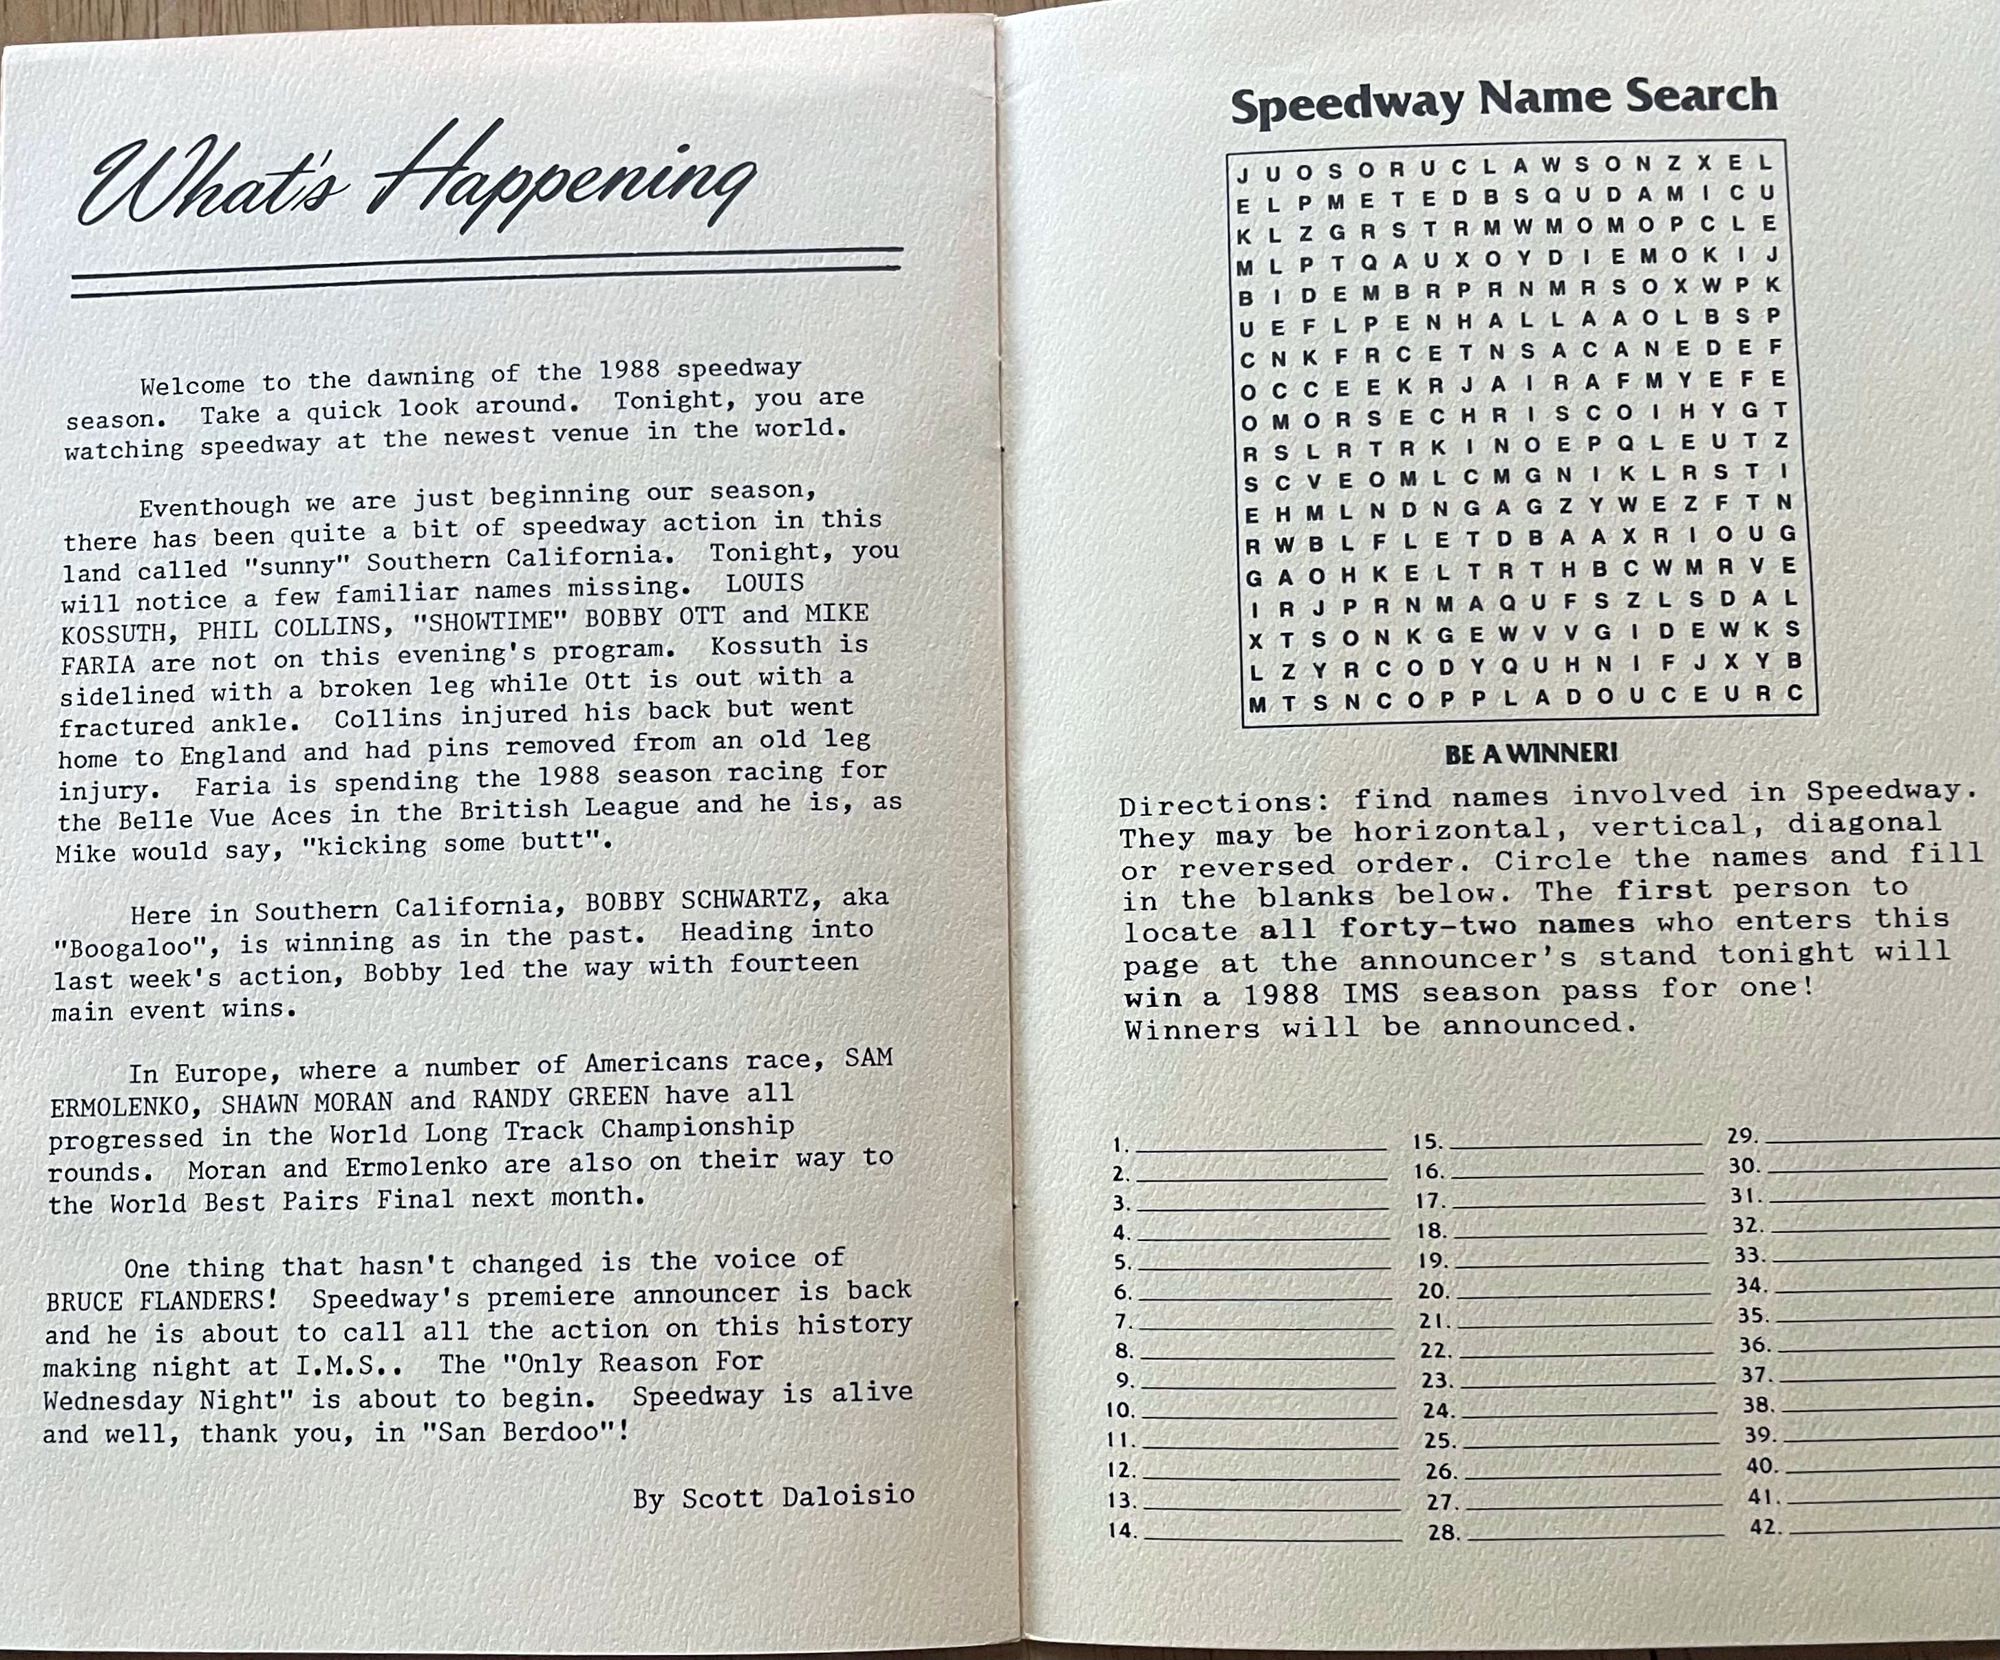 What's Happening
Welcome to the dawning of the 1988 speedway
season. Take a quick look around. Tonight, you are
watching speedway at the newest venue in the world.
Eventhough we are just beginning our season,
there has been quite a bit of speedway action in this
land called "sunny" Southern California. Tonight, you
will notice a few familiar names missing. LOUIS
KOSSUTH, PHIL COLLINS, "SHOWTIME" BOBBY OTT and MIKE
FARIA are not on this evening's program. Kossuth is
sidelined with a broken leg while Ott is out with a
fractured ankle. Collins injured his back but went
home to England and had pins removed from an old leg
injury. Faria is spending the 1988 season racing for
the Belle Vue Aces in the British League and he is, as
Mike would say, "kicking some butt".
Here in Southern California, BOBBY SCHWARTZ, aka
"Boogaloo", is winning as in the past. Heading into
last week's action, Bobby led the way with fourteen
main event wins.
In Europe, where a number of Americans race, SAM
ERMOLENKO, SHAWN MORAN and RANDY GREEN have all
progressed in the World Long Track Championship
rounds. Moran and Ermolenko are also on their way to
the World Best Pairs Final next month.
One thing that hasn't changed is the voice of
BRUCE FLANDERS! Speedway's premiere announcer is back
and he is about to call all the action on this history
making night at I.M.S.. The "Only Reason For
Wednesday Night" is about to begin. Speedway is alive
and well, thank you, in "San Berdoo"!
By Scott Daloisio
Speedway Name Search
J U O S O R U C L A W S O N Z X E L
E L P M E T E D B S Q U D A M I C U
K L Z G R S T R M W M O M O P C L E
M L P T Q A U X O Y D I E M O K I J
B I D E M B R P R N M R S O X W P K
U E F L P E N H A L L A A O L B S P
C N K F R C E T N S A C A N E D E F
O C C E E K R J A I R A F M Y E F E
O M O R S E C H R I S C O I H Y G T
R S L R T R K I N O E P Q L E U T Z
S C V E O M L C M G N I K L R S T I
E H M L N D N G A G Z Y W E Z F T N
R W B L F L E T D B A A X R I O U G
G A O H K E L T R T H B C W M R V E
I R J P R N M A Q U F S Z L S D A L
X T S O N K G E W V V G I D E W K S
L Z Y R C O D Y Q U H N I F J X Y B
M T S N C O P P L A D O U C E U R C
BE A WINNER!
Directions: find names involved in Speedway.
They may be horizontal, vertical, diagonal
or reversed order. Circle the names and fill
in the blanks below. The first person to
locate all forty-two names who enters this
page at the announcer's stand tonight will
win a 1988 IMS season pass for one!
Winners will be announced.
1.
2.
3.
4.
5.
6.
7.
8.
9.
10.
11.
12.
13.
14.
15.
16.
17.
18.
19.
20.
21.
22.
23.
24.
25.
26.
27.
28.
29.
30.
31.
32.
33.
34.
35.
36.
37.
38.
39.
40.
41.
42.